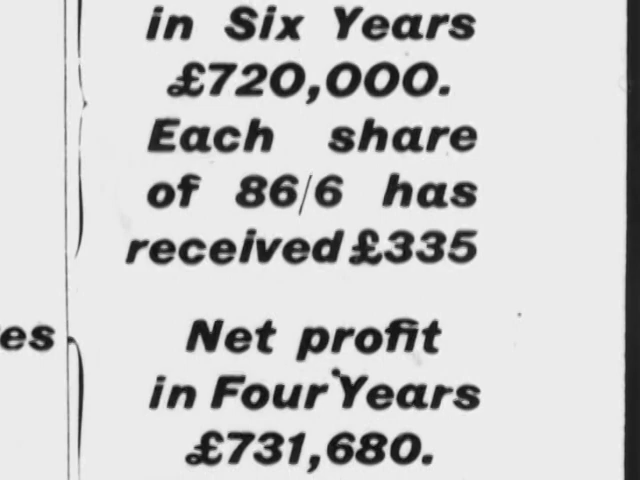 in Six Years
£720,000.
Each share
of 86/6 has
received £335
es
Net profit
in Four Years
£731,680.